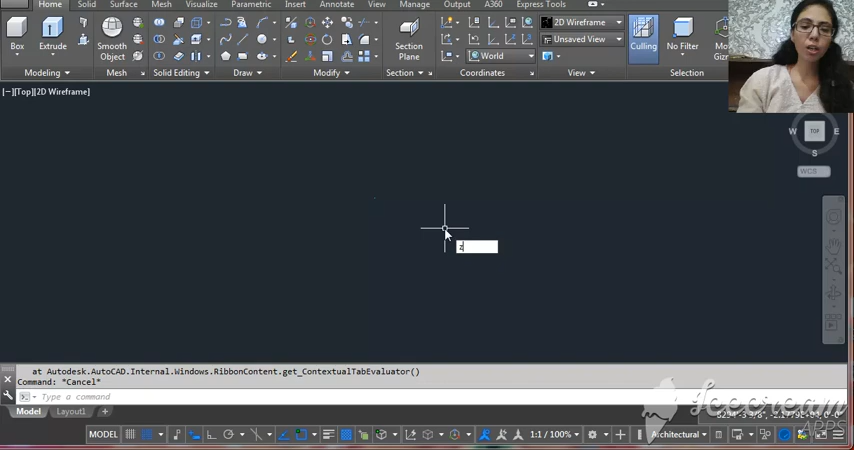 Home Solid Surface Mesh Visualize Parametric Insert Annotate View Manage Output A360 Express Tools
Box
Extrude
Smooth
Object
Section
Plane
World
2D Wireframe
Unsaved View
Culling
No Filter
Modeling Mesh Solid Editing Draw Modify Section Coordinates View Selection
[−][Top][2D Wireframe]
W TOP E
S
WCS
z
at Autodesk.AutoCAD.Internal.Windows.RibbonContent.get_ContextualTabEvaluator()
Command: "Cancel"
Type a command
Icecream
APPS
Model Layout1 +
MODEL 1:1 / 100% Architectural